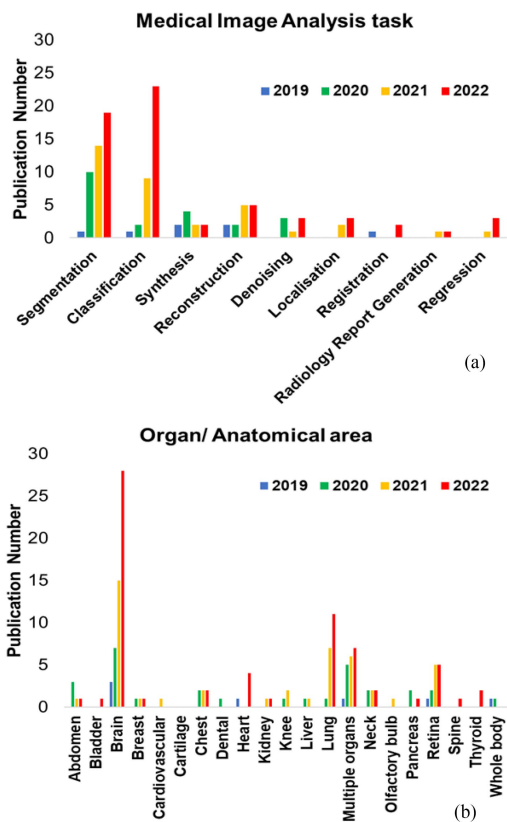 Medical Image Analysis task
30
25
20
15
10
5
0
Publication Number
2019 2020 2021 2022
Segmentation
Classification
Synthesis
Reconstruction
Denoising
Localisation
Registration
Radiology Report Generation
Regression
(a)
Organ/ Anatomical area
30
25
20
15
10
5
0
Publication Number
2019 2020 2021 2022
Abdomen
Bladder
Brain
Breast
Cardiovascular
Cartilage
Chest
Dental
Heart
Kidney
Knee
Liver
Lung
Multiple organs
Neck
Olfactory bulb
Pancreas
Retina
Spine
Thyroid
Whole body
(b)